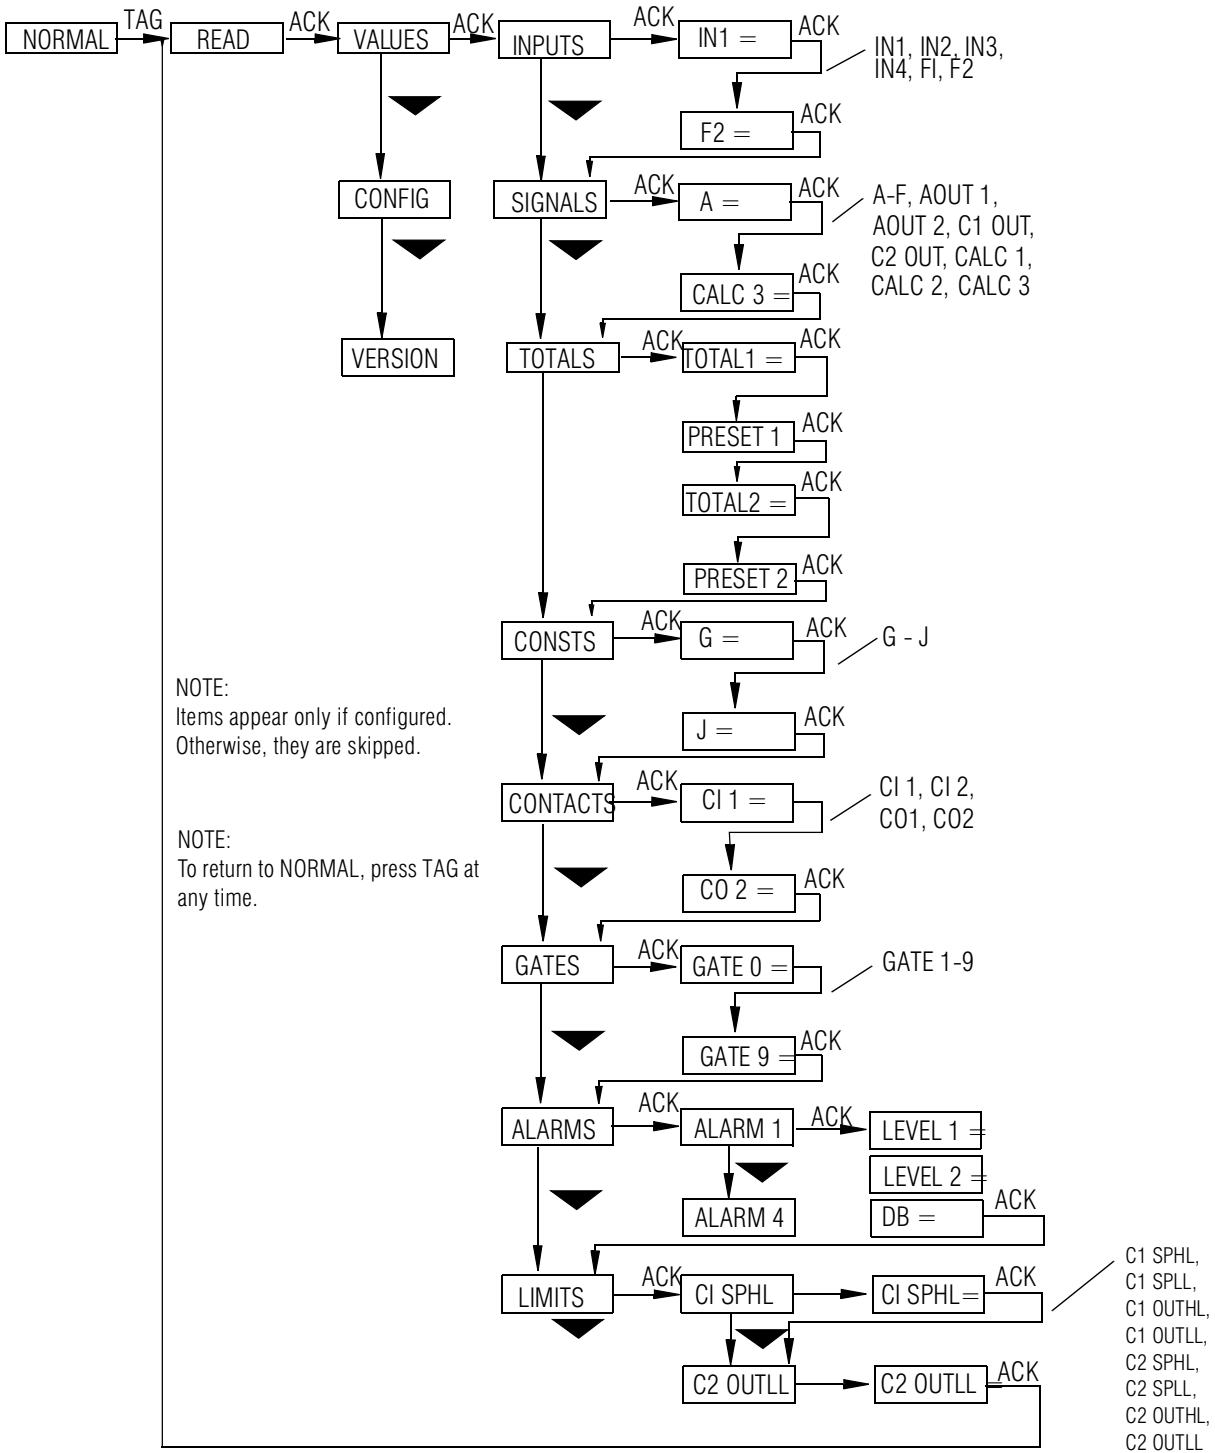 NORMAL TAG READ ACK VALUES ACK INPUTS ACK IN1 = ACK
IN1, IN2, IN3,
IN4, FI, F2
F2 = ACK
CONFIG SIGNALS ACK A = ACK
A-F, AOUT 1,
AOUT 2, C1 OUT,
C2 OUT, CALC 1,
CALC 2, CALC 3
CALC 3 = ACK
VERSION TOTALS ACK TOTAL1 = ACK
PRESET 1 ACK
TOTAL2 = ACK
PRESET 2 ACK
CONSTS ACK G = ACK
G - J
J = ACK
NOTE:
Items appear only if configured.
Otherwise, they are skipped.
CONTACTS ACK CI 1 =
CI 1, CI 2,
CO1, CO2
NOTE:
To return to NORMAL, press TAG at
any time.
CO 2 = ACK
GATES ACK GATE 0 =
GATE 1-9
GATE 9 = ACK
ALARMS ACK ALARM 1 ACK LEVEL 1 =
LEVEL 2 =
ALARM 4 DB = ACK
LIMITS ACK CI SPHL CI SPHL= ACK
C2 OUTLL C2 OUTLL = ACK
C1 SPHL,
C1 SPLL,
C1 OUTHL,
C1 OUTLL,
C2 SPHL,
C2 SPLL,
C2 OUTHL,
C2 OUTLL